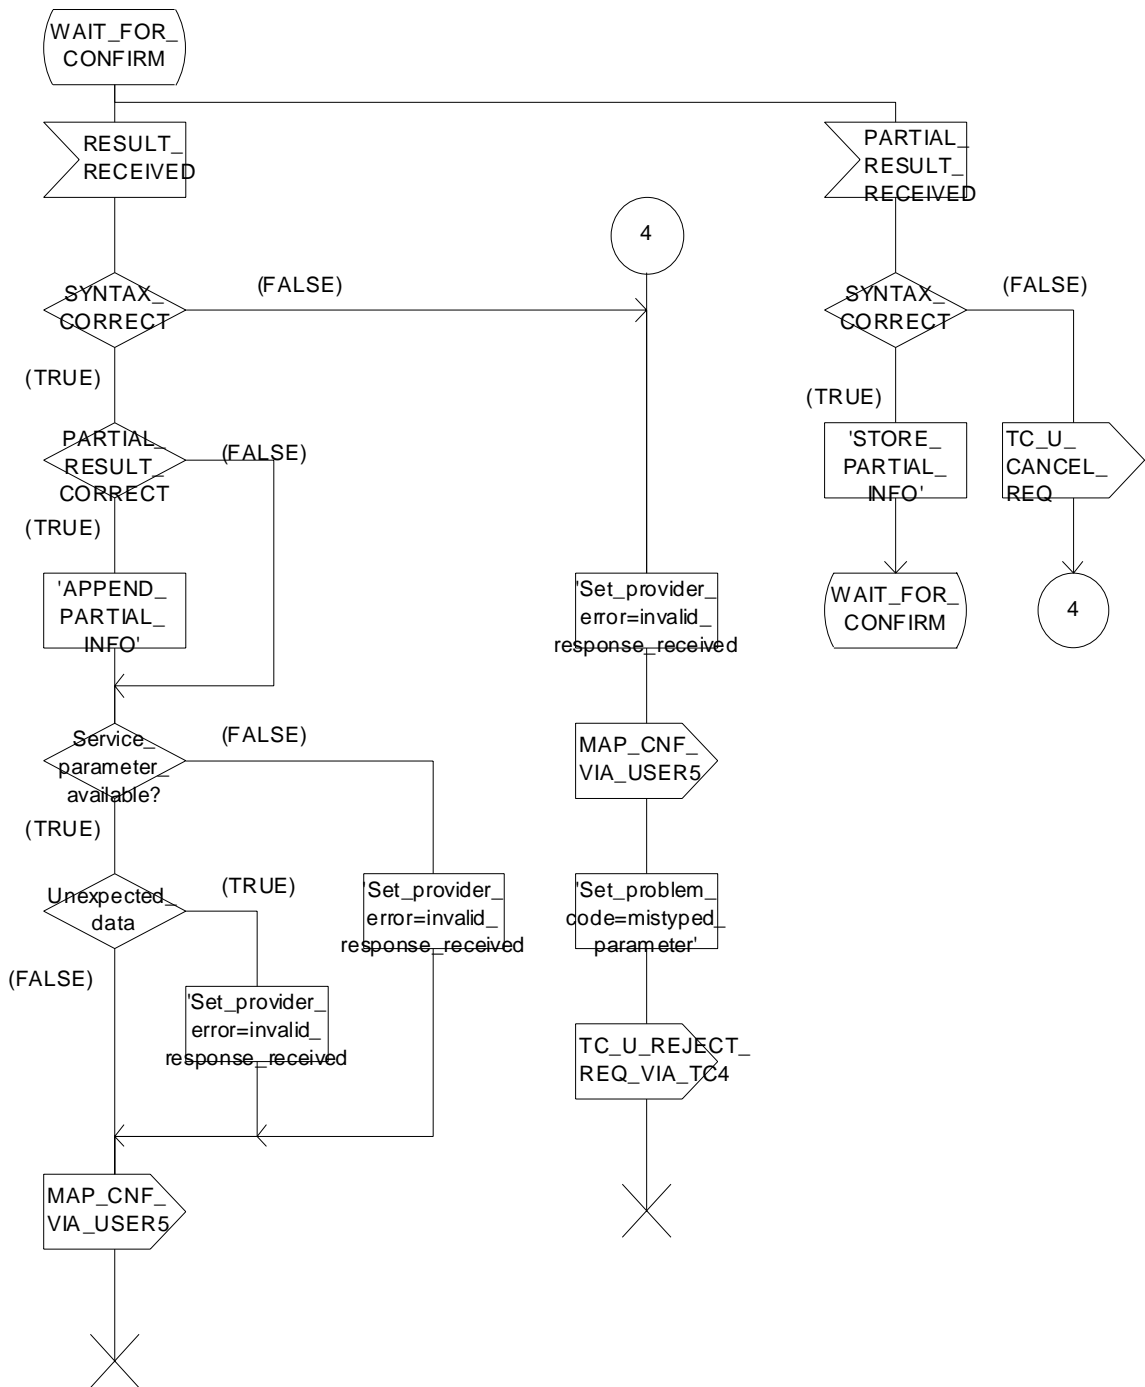 WAIT_FOR_
CONFIRM
RESULT_
RECEIVED
PARTIAL_
RESULT_
RECEIVED
4
SYNTAX_
CORRECT
(FALSE)
SYNTAX_
CORRECT
(FALSE)
(TRUE)
(TRUE)
PARTIAL_
RESULT_
CORRECT
(FALSE)
'STORE_
PARTIAL_
INFO'
TC_U_
CANCEL_
REQ
(TRUE)
'APPEND_
PARTIAL_
INFO'
'Set_provider_
error=invalid_
response_received
WAIT_FOR_
CONFIRM
4
Service_
parameter_
available?
(FALSE)
MAP_CNF_
VIA_USER5
(TRUE)
Unexpected_
data
(TRUE)
'Set_provider_
error=invalid_
response_received
'Set_problem_
code=mistyped_
parameter'
(FALSE)
'Set_provider_
error=invalid_
response_received
TC_U_REJECT_
REQ_VIA_TC4
MAP_CNF_
VIA_USER5